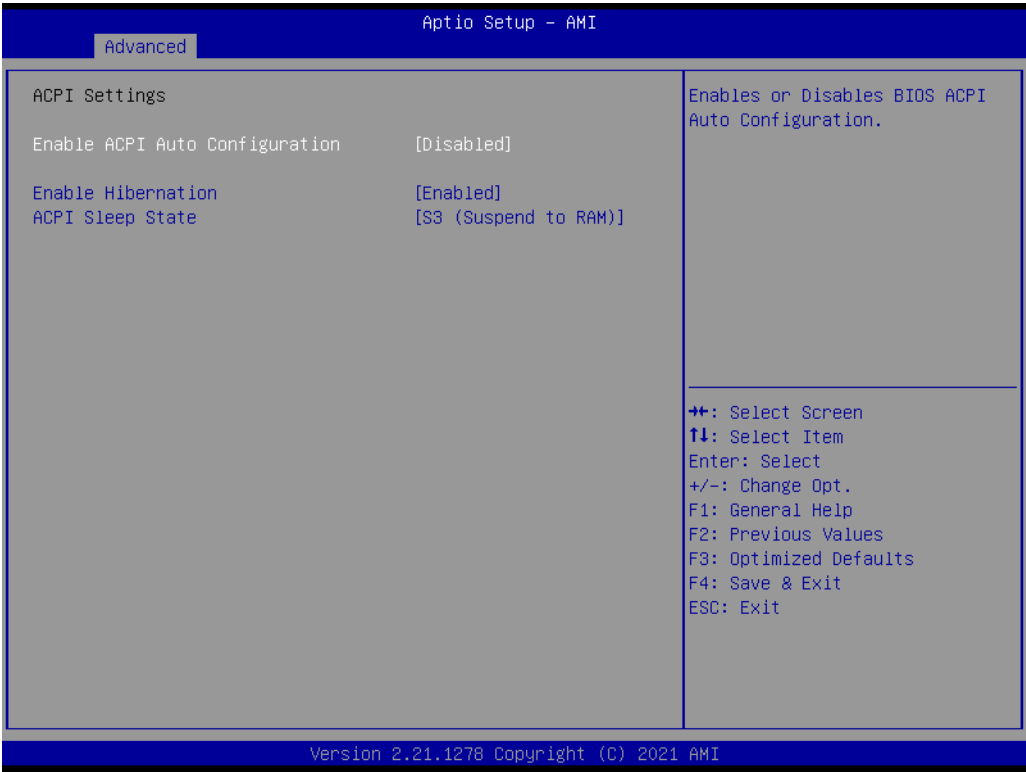 Aptio Setup – AMI
Advanced
ACPI Settings
Enable ACPI Auto Configuration [Disabled]
Enable Hibernation [Enabled]
ACPI Sleep State [S3 (Suspend to RAM)]
Enables or Disables BIOS ACPI
Auto Configuration.
→←: Select Screen
↑↓: Select Item
Enter: Select
+/-: Change Opt.
F1: General Help
F2: Previous Values
F3: Optimized Defaults
F4: Save & Exit
ESC: Exit
Version 2.21.1278 Copyright (C) 2021 AMI